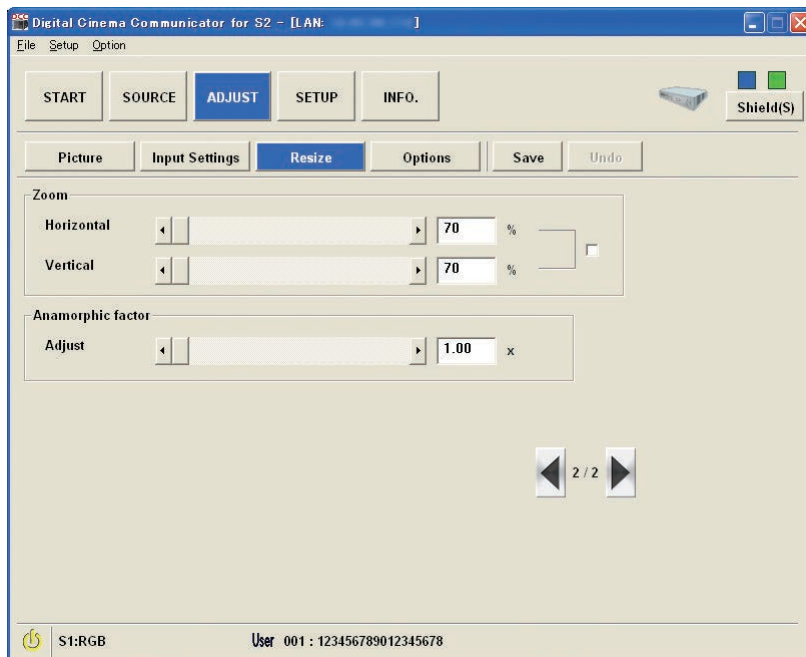 Digital Cinema Communicator for S2 - [LAN: ]
File Setup Option
START SOURCE ADJUST SETUP INFO.
Shield(S)
Picture Input Settings Resize Options Save Undo
Zoom
Horizontal 70 %
Vertical 70 %
Anamorphic factor
Adjust 1.00 x
2 / 2
S1:RGB User 001 : 123456789012345678